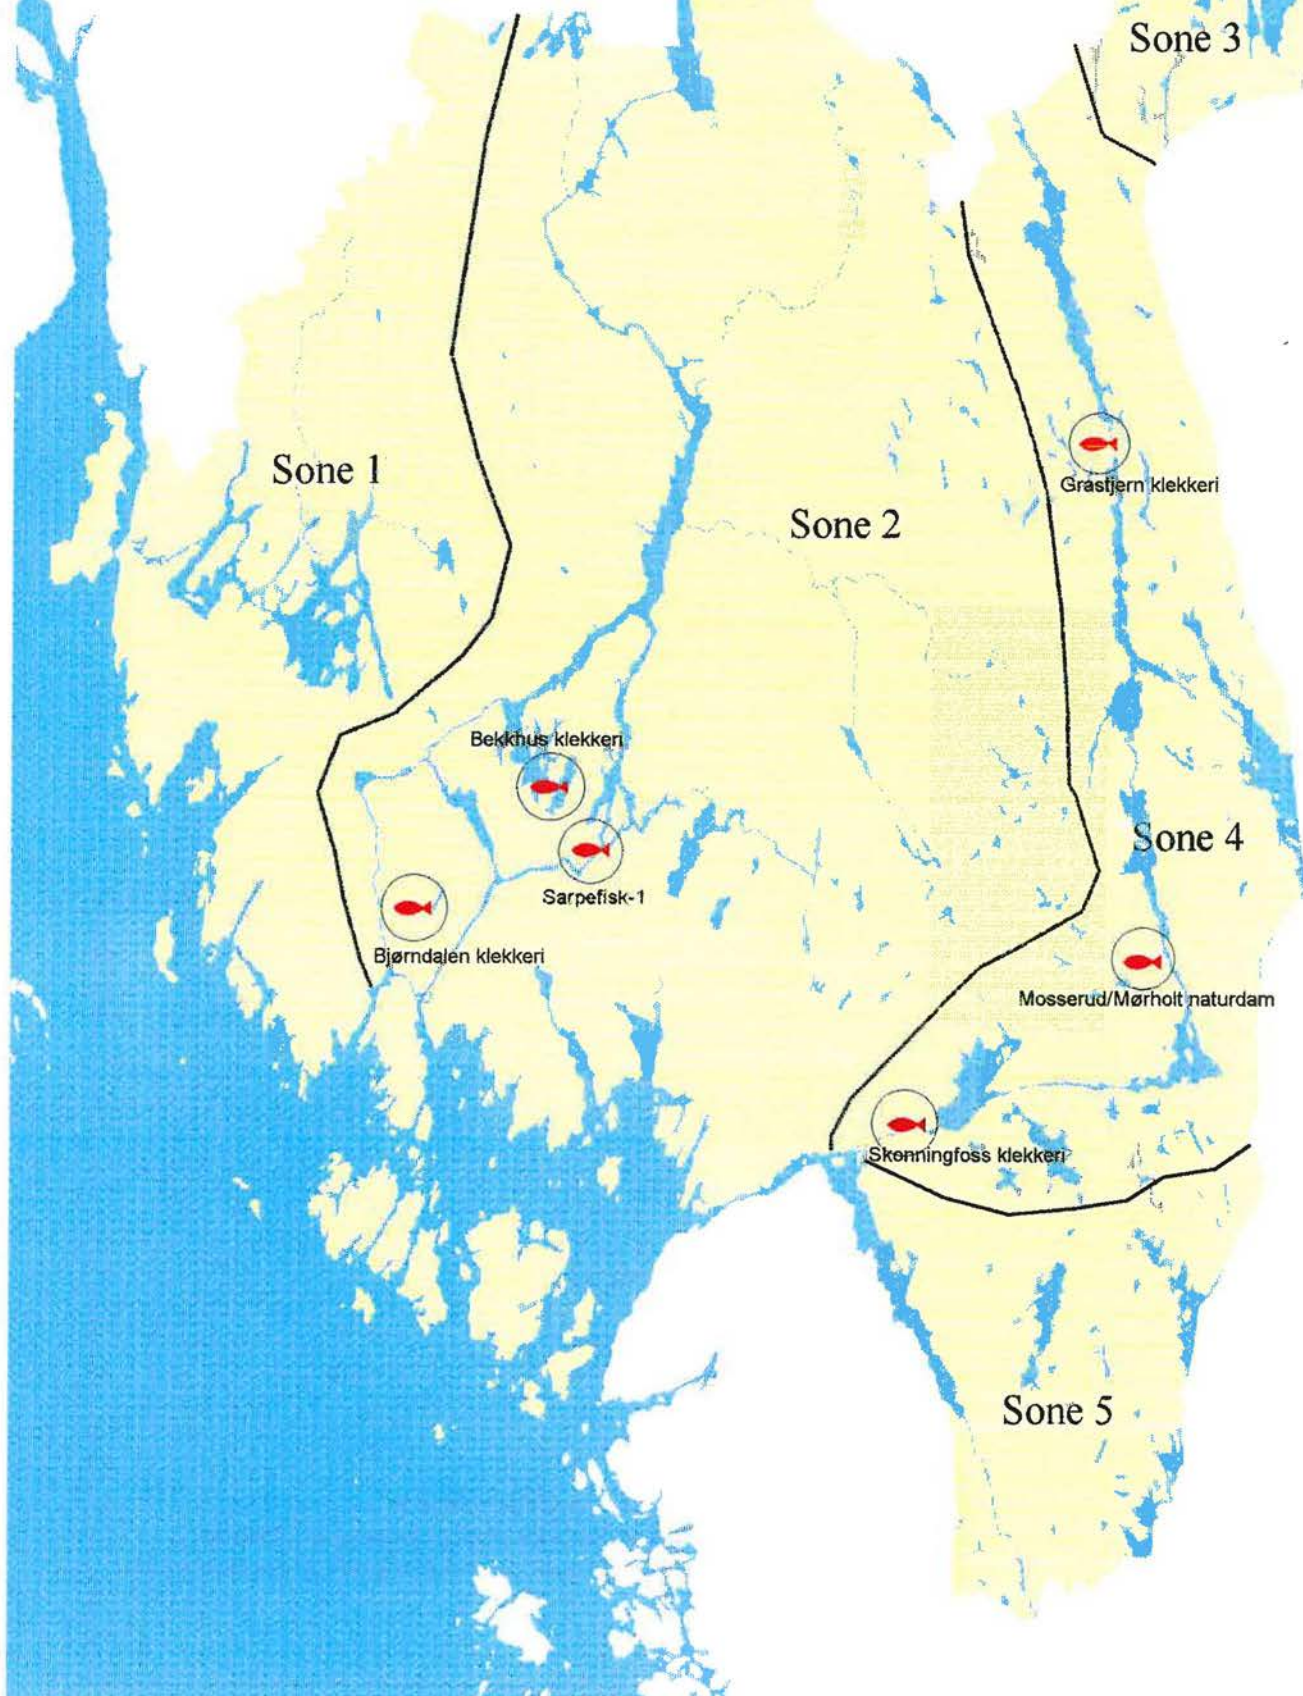 Sone 3
Sone 1
Grastjern klekkeri
Sone 2
Bekkhus klekkeri
Sone 4
Sarpefisk-1
Bjørndalen klekkeri
Mosserud/Mørholt naturdam
Skonningfoss klekkeri
Sone 5